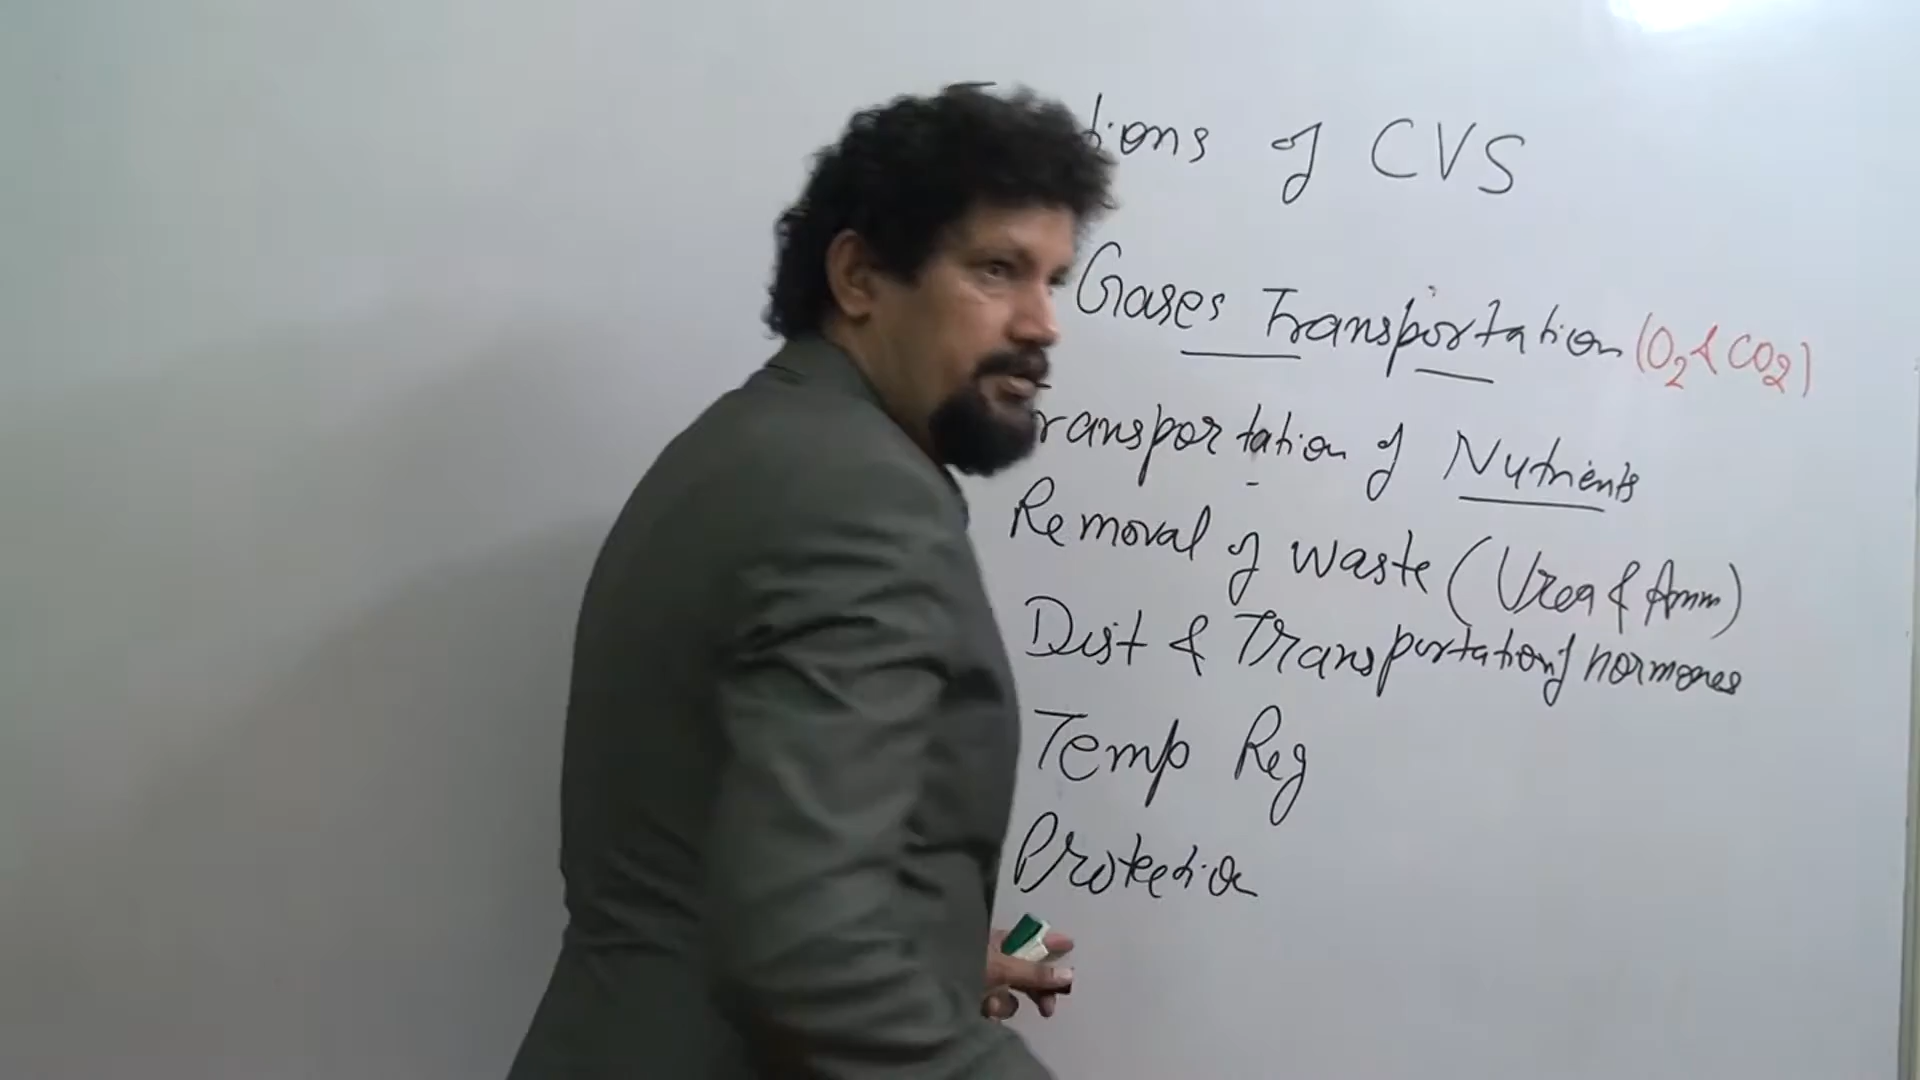 tions of CVS
Gases Transportation (O2 & CO2)
ransportation of Nutrients
Removal of waste (Urea & Amm)
Dist & Transportation of hormones
Temp Reg
Protection